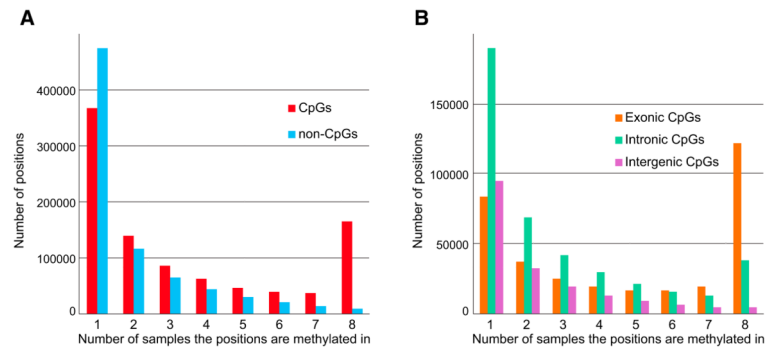 A
Number of positions
400000
300000
200000
100000
0
CpGs
non-CpGs
1 2 3 4 5 6 7 8
Number of samples the positions are methylated in
B
Number of positions
150000
100000
50000
0
Exonic CpGs
Intronic CpGs
Intergenic CpGs
1 2 3 4 5 6 7 8
Number of samples the positions are methylated in